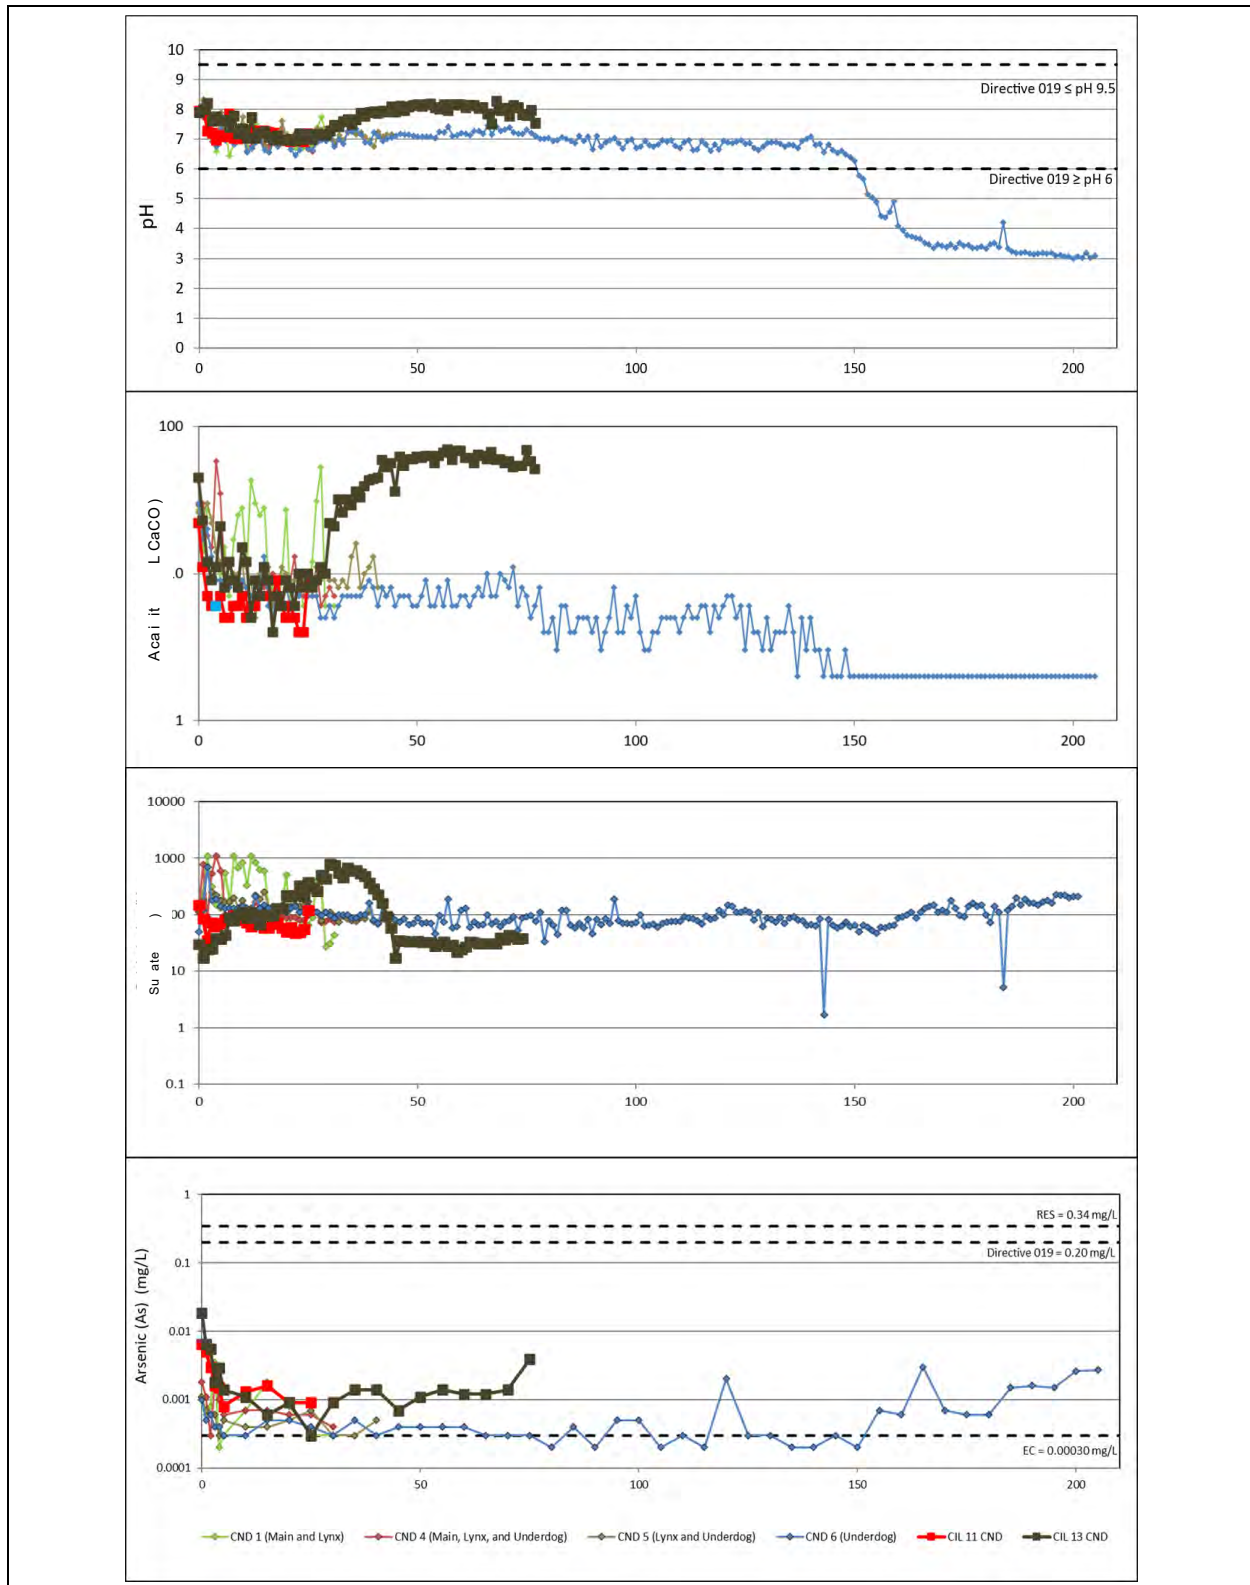 10
9
Directive 019 ≤ pH 9.5
8
7
6
Directive 019 ≥ pH 6
5
4
3
2
1
0
pH
0 50 100 150 200
100
.0
1
Aca i it L CaCO )
0 50 100 150 200
10000
1000
00
10
1
0.1
Su ate )
0 50 100 150 200
1
RES = 0.34 mg/L
Directive 019 = 0.20 mg/L
0.1
0.01
0.001
EC = 0.00030 mg/L
0.0001
Arsenic (As) (mg/L)
0 50 100 150 200
CND 1 (Main and Lynx) CND 4 (Main, Lynx, and Underdog) CND 5 (Lynx and Underdog) CND 6 (Underdog) CIL 11 CND CIL 13 CND